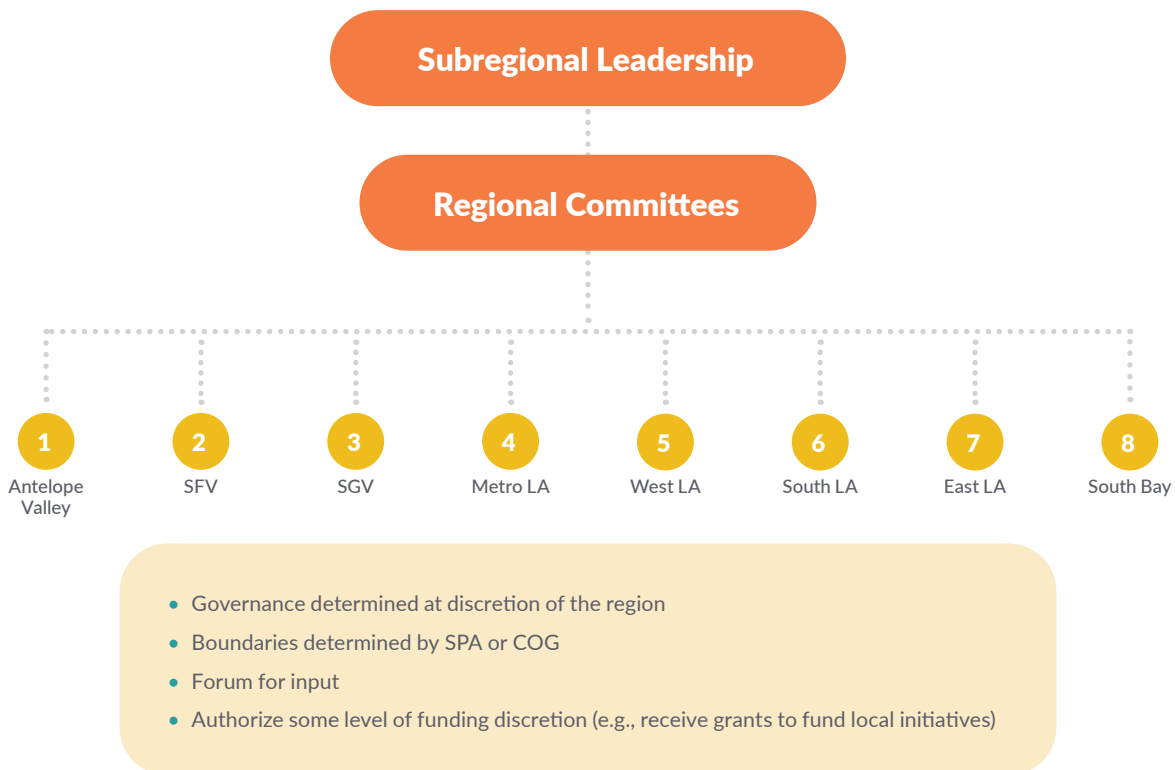 Subregional Leadership
Regional Committees
1 2 3 4 5 6 7 8
Antelope Valley SFV SGV Metro LA West LA South LA East LA South Bay
• Governance determined at discretion of the region
• Boundaries determined by SPA or COG
• Forum for input
• Authorize some level of funding discretion (e.g., receive grants to fund local initiatives)